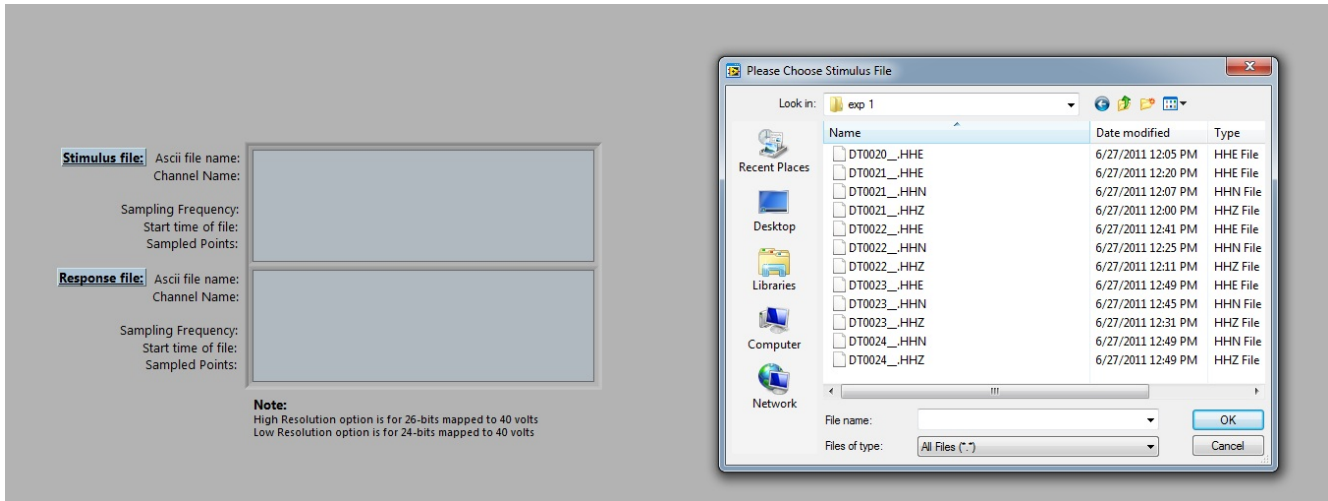 Stimulus file: Ascii file name:
Channel Name:
Sampling Frequency:
Start time of file:
Sampled Points:
Response file: Ascii file name:
Channel Name:
Sampling Frequency:
Start time of file:
Sampled Points:
Note:
High Resolution option is for 26-bits mapped to 40 volts
Low Resolution option is for 24-bits mapped to 40 volts
Please Choose Stimulus File
Look in: exp 1
Recent Places
Desktop
Libraries
Computer
Network
Name Date modified Type
DT0020__.HHE 6/27/2011 12:05 PM HHE File
DT0021__.HHE 6/27/2011 12:20 PM HHE File
DT0021__.HHN 6/27/2011 12:07 PM HHN File
DT0021__.HHZ 6/27/2011 12:00 PM HHZ File
DT0022__.HHE 6/27/2011 12:41 PM HHE File
DT0022__.HHN 6/27/2011 12:25 PM HHN File
DT0022__.HHZ 6/27/2011 12:11 PM HHZ File
DT0023__.HHE 6/27/2011 12:49 PM HHE File
DT0023__.HHN 6/27/2011 12:45 PM HHN File
DT0023__.HHZ 6/27/2011 12:31 PM HHZ File
DT0024__.HHN 6/27/2011 12:49 PM HHN File
DT0024__.HHZ 6/27/2011 12:49 PM HHZ File
File name: OK
Files of type: All Files (*.*) Cancel